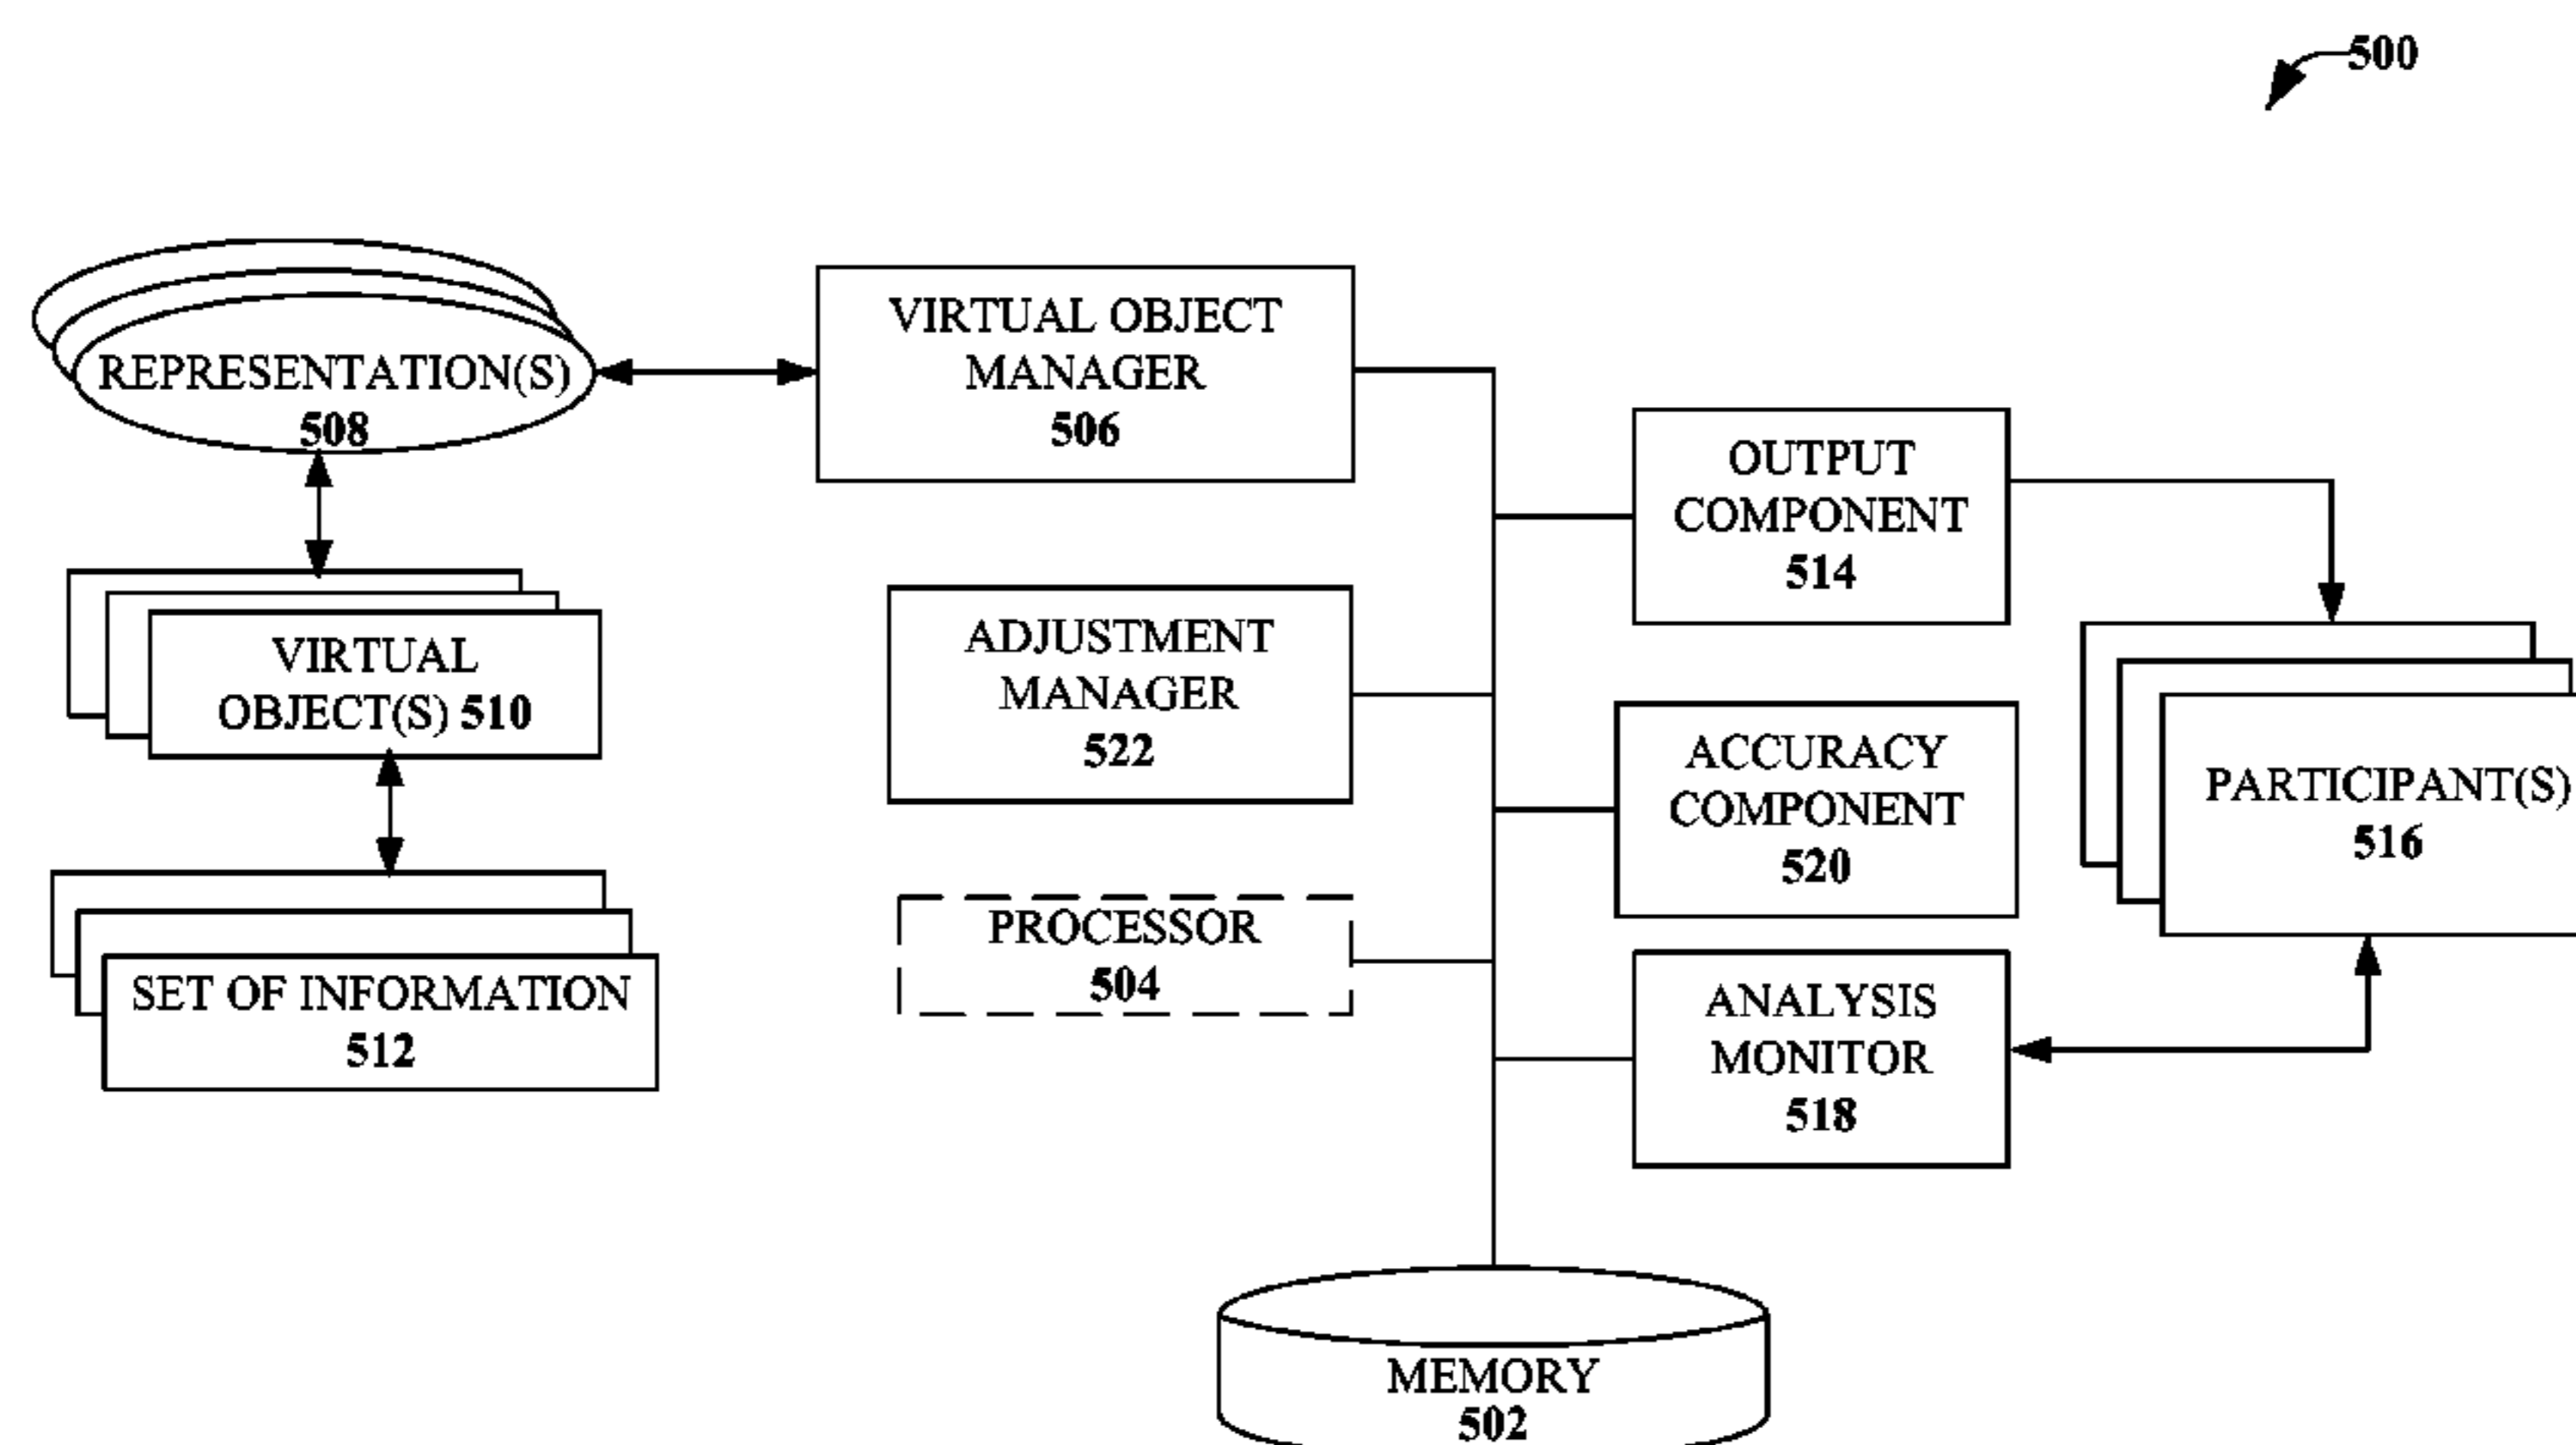 500
REPRESENTATION(S)
508
VIRTUAL OBJECT
MANAGER
506
OUTPUT
COMPONENT
514
VIRTUAL
OBJECT(S) 510
ADJUSTMENT
MANAGER
522
ACCURACY
COMPONENT
520
PARTICIPANT(S)
516
SET OF INFORMATION
512
PROCESSOR
504
ANALYSIS
MONITOR
518
MEMORY
502